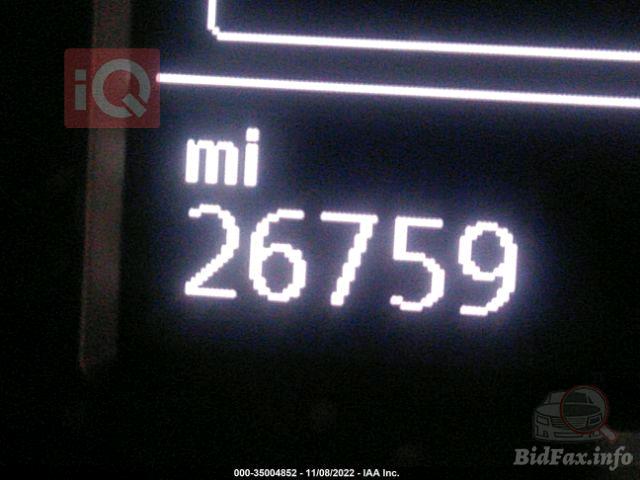 iQ
mi
26759
BidFax.info
000-35004852 - 11/08/2022 - IAA Inc.